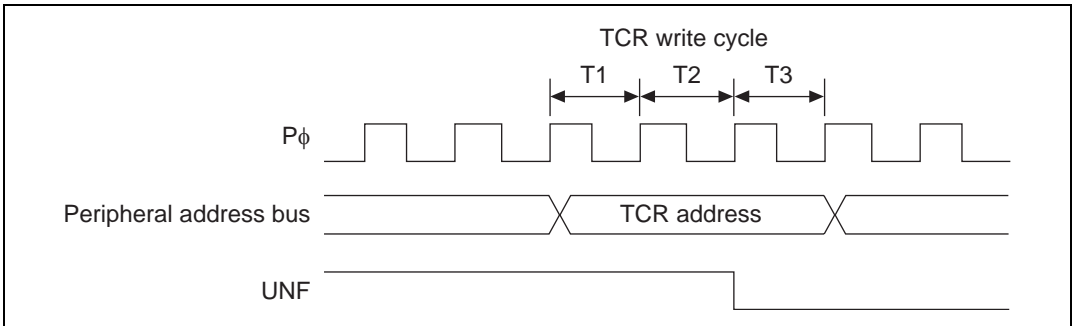 TCR write cycle
T1 T2 T3
Pϕ
Peripheral address bus
TCR address
UNF